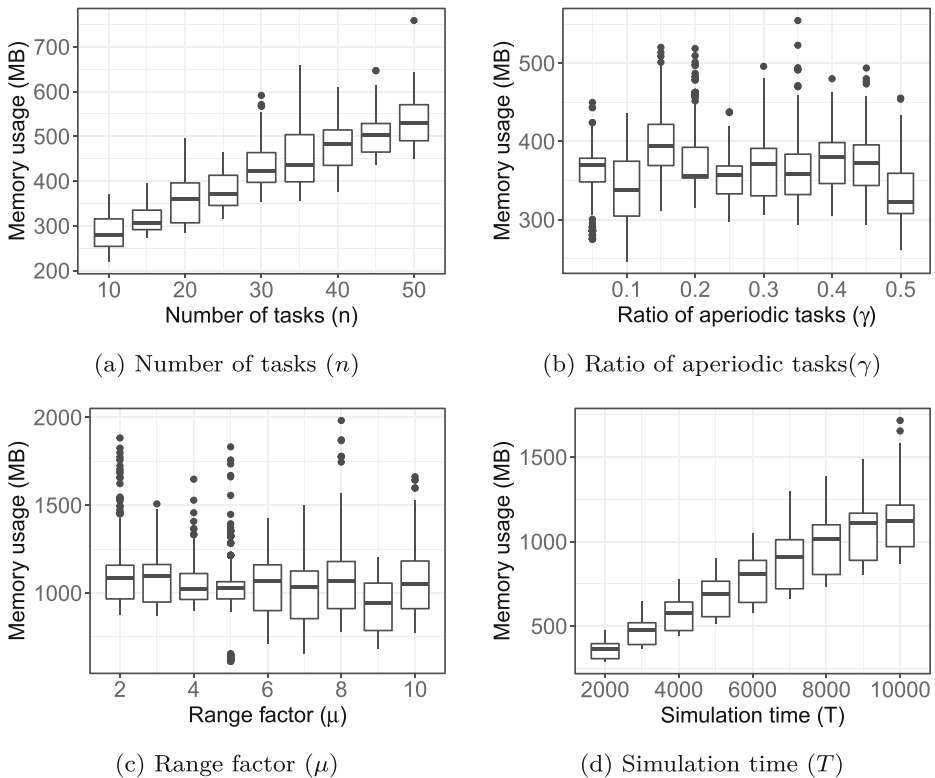 Memory usage (MB)
700
600
500
400
300
200
10 20 30 40 50
Number of tasks (n)
(a) Number of tasks (n)
Memory usage (MB)
500
400
300
0.1 0.2 0.3 0.4 0.5
Ratio of aperiodic tasks (γ)
(b) Ratio of aperiodic tasks(γ)
Memory usage (MB)
2000
1500
1000
2 4 6 8 10
Range factor (μ)
(c) Range factor (μ)
Memory usage (MB)
1500
1000
500
2000 4000 6000 8000 10000
Simulation time (T)
(d) Simulation time (T)